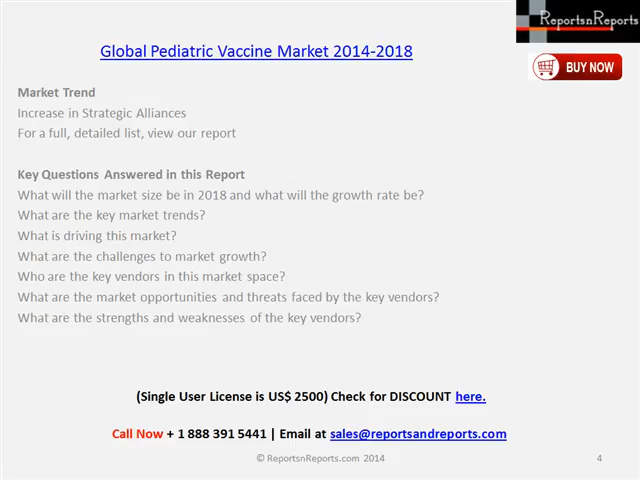 ReportsnReports
Global Pediatric Vaccine Market 2014-2018
BUY NOW
Market Trend
Increase in Strategic Alliances
For a full, detailed list, view our report
Key Questions Answered in this Report
What will the market size be in 2018 and what will the growth rate be?
What are the key market trends?
What is driving this market?
What are the challenges to market growth?
Who are the key vendors in this market space?
What are the market opportunities and threats faced by the key vendors?
What are the strengths and weaknesses of the key vendors?
(Single User License is US$ 2500) Check for DISCOUNT here.
Call Now + 1 888 391 5441 | Email at sales@reportsandreports.com
© ReportsnReports.com 2014
4